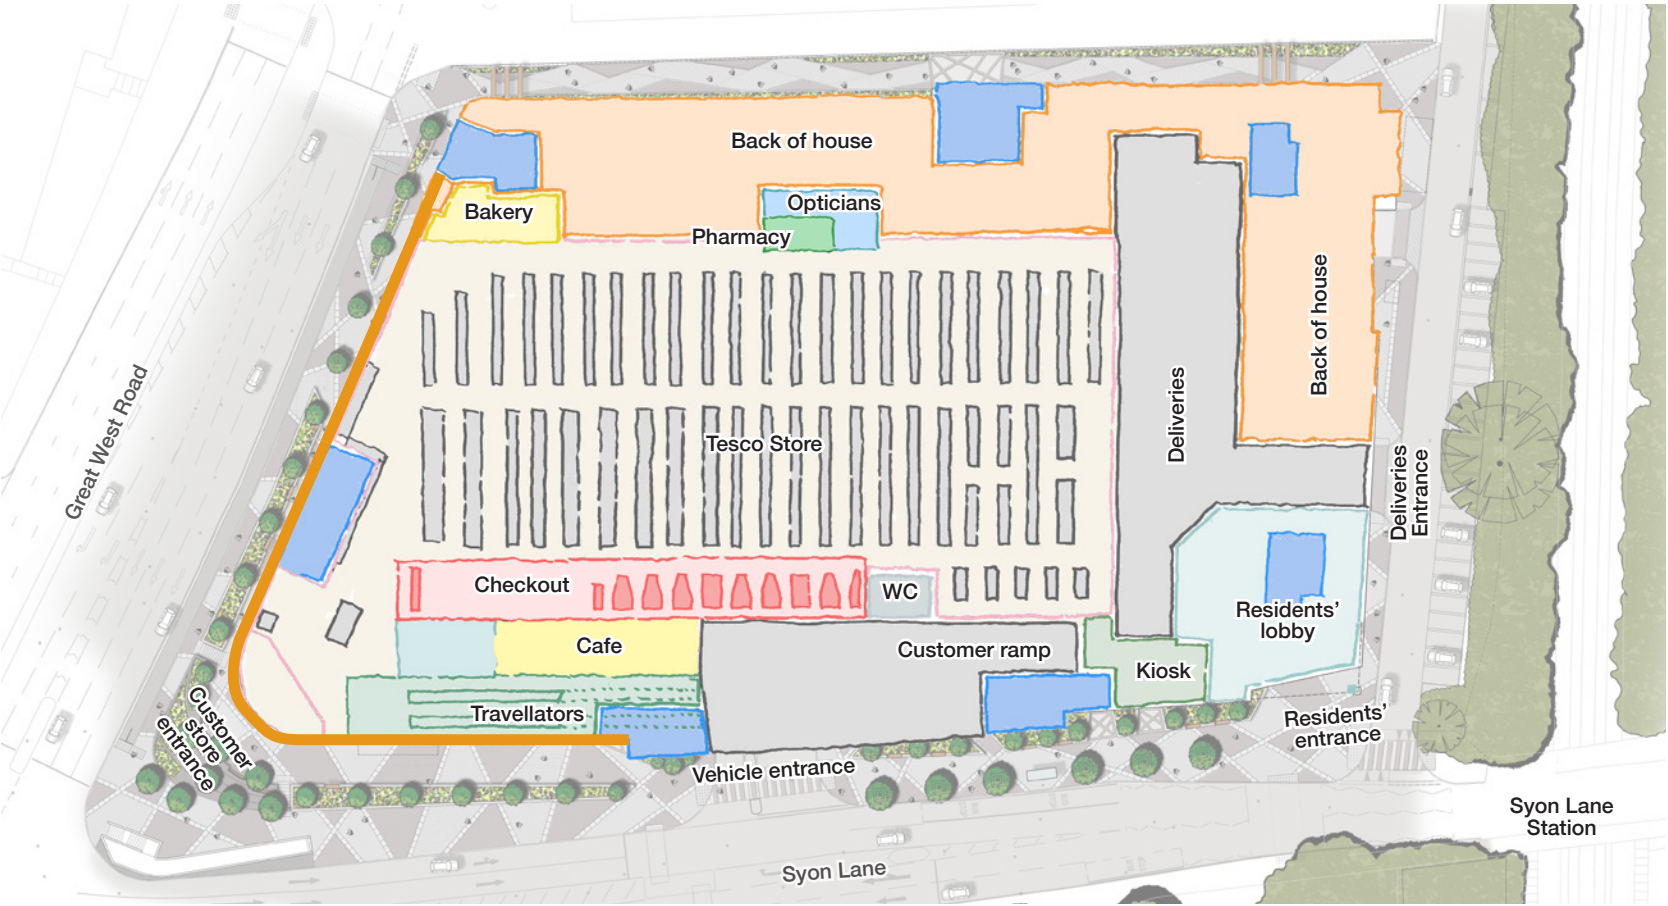 Back of house
Opticians
Bakery
Pharmacy
Back of house
Great West Road
Deliveries
Tesco Store
Deliveries
Entrance
Checkout
WC
Residents’
lobby
Cafe
Customer ramp
Kiosk
Travellators
Customer
store
entrance
Residents’
entrance
Vehicle entrance
Syon Lane
Station
Syon Lane